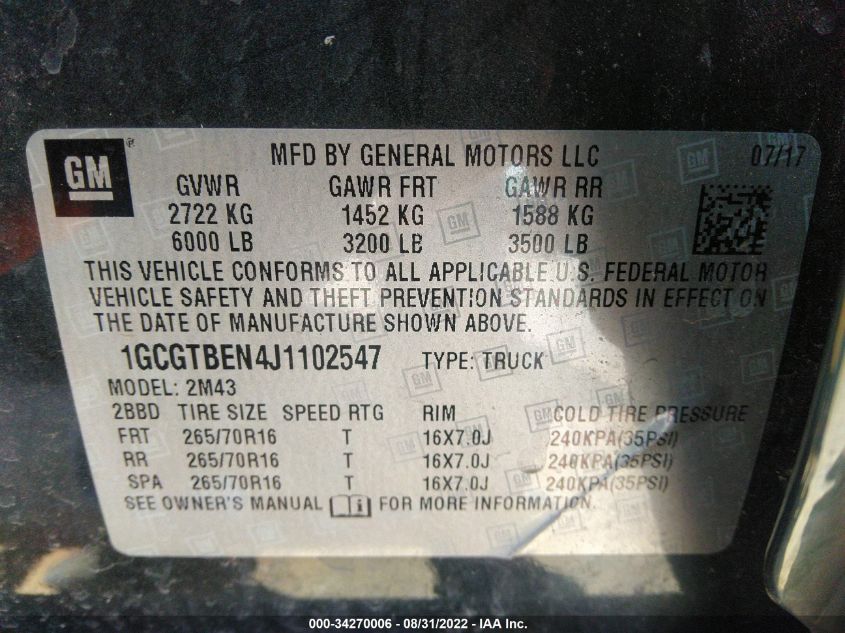 GM
MFD BY GENERAL MOTORS LLC 07/17
GVWR GAWR FRT GAWR RR
2722 KG 1452 KG 1588 KG
6000 LB 3200 LB 3500 LB
THIS VEHICLE CONFORMS TO ALL APPLICABLE U.S. FEDERAL MOTOR
VEHICLE SAFETY AND THEFT PREVENTION STANDARDS IN EFFECT ON
THE DATE OF MANUFACTURE SHOWN ABOVE.
1GCGTBEN4J1102547 TYPE: TRUCK
MODEL: 2M43
2BBD TIRE SIZE SPEED RTG RIM COLD TIRE PRESSURE
FRT 265/70R16 T 16X7.0J 240KPA(35PSI)
RR 265/70R16 T 16X7.0J 240KPA(35PSI)
SPA 265/70R16 T 16X7.0J 240KPA(35PSI)
SEE OWNER'S MANUAL FOR MORE INFORMATION.
000-34270006 - 08/31/2022 - IAA Inc.